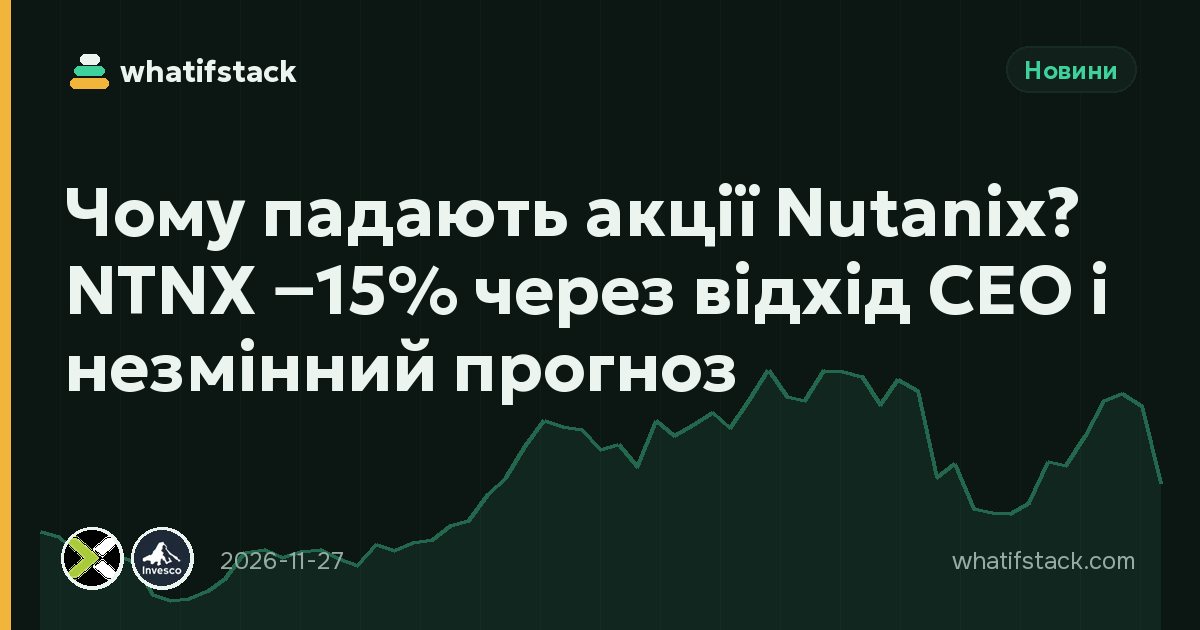 whatifstack
Новини
Чому падають акції Nutanix?
NTNX −15% через відхід CEO і
незмінний прогноз
Invesco
2026-11-27
whatifstack.com